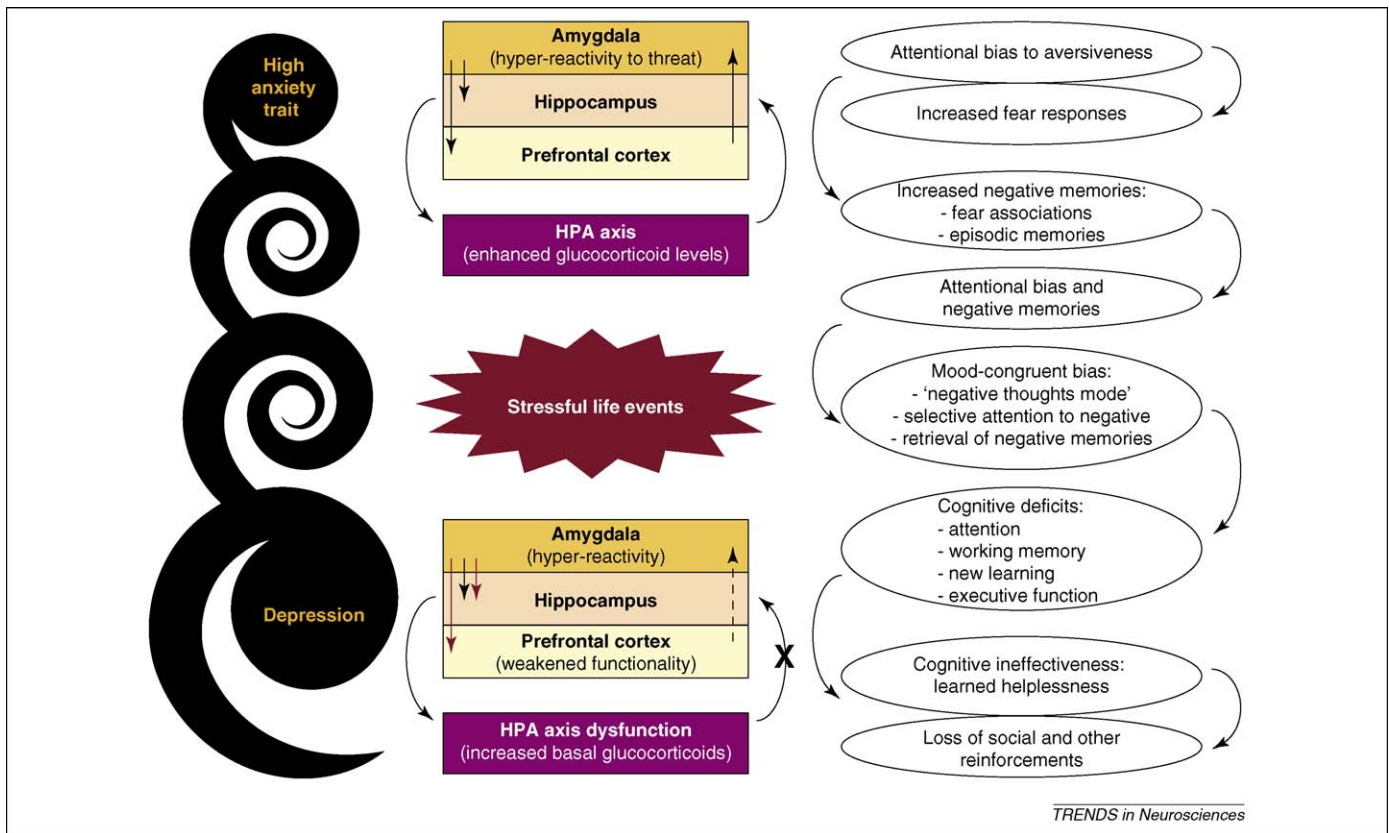 High
anxiety
trait
Depression
Amygdala
(hyper-reactivity to threat)
Hippocampus
Prefrontal cortex
HPA axis
(enhanced glucocorticoid levels)
Stressful life events
Amygdala
(hyper-reactivity)
Hippocampus
Prefrontal cortex
(weakened functionality)
X
HPA axis dysfunction
(increased basal glucocorticoids)
Attentional bias to aversiveness
Increased fear responses
Increased negative memories:
- fear associations
- episodic memories
Attentional bias and
negative memories
Mood-congruent bias:
- ‘negative thoughts mode’
- selective attention to negative
- retrieval of negative memories
Cognitive deficits:
- attention
- working memory
- new learning
- executive function
Cognitive ineffectiveness:
learned helplessness
Loss of social and other
reinforcements
TRENDS in Neurosciences